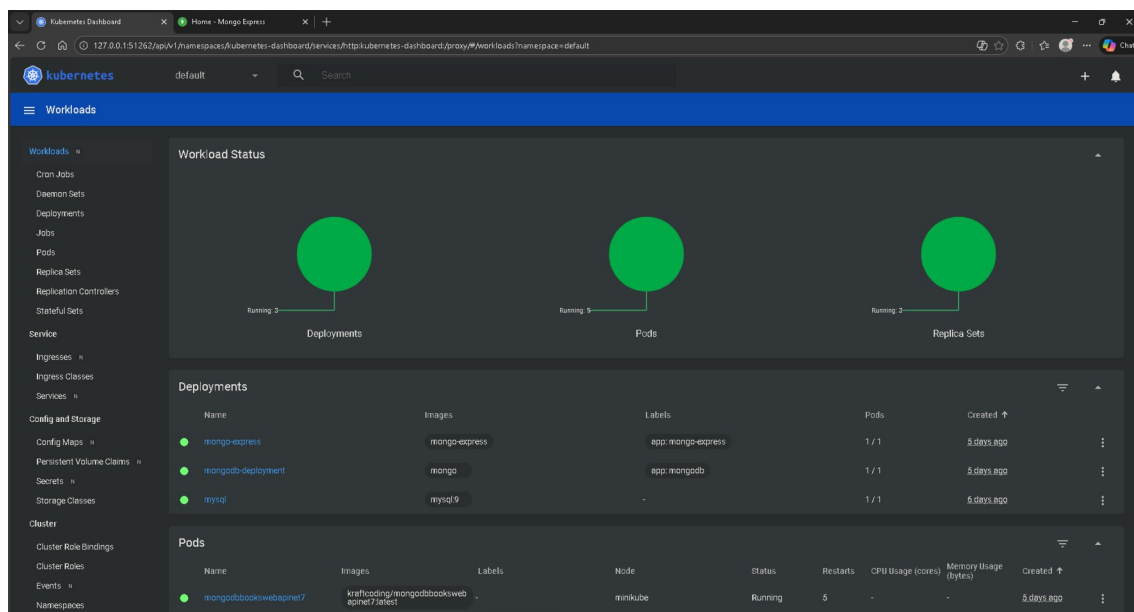 Kubernetes Dashboard
Home - Mongo Express
127.0.0.1:51262/api/v1/namespaces/kubernetes-dashboard/services/http:kubernetes-dashboard:/proxy/#/workloads?namespace=default
Chat
kubernetes
default
Search
Workloads
Workloads N
Cron Jobs
Daemon Sets
Deployments
Jobs
Pods
Replica Sets
Replication Controllers
Stateful Sets
Service
Ingresses N
Ingress Classes
Services N
Config and Storage
Config Maps N
Persistent Volume Claims N
Secrets N
Storage Classes
Cluster
Cluster Role Bindings
Cluster Roles
Events N
Namespaces
Workload Status
Running: 3
Deployments
Running: 5
Pods
Running: 3
Replica Sets
Deployments
Name Images Labels Pods Created ↑
mongo-express mongo-express app: mongo-express 1 / 1 5 days ago
mongodb-deployment mongo app: mongodb 1 / 1 5 days ago
mysql mysql:9 - 1 / 1 6 days ago
Pods
Name Images Labels Node Status Restarts CPU Usage (cores) Memory Usage (bytes) Created ↑
mongodbbookswebapinet7 kraftcoding/mongodbbookswebapinet7:latest - minikube Running 5 - - 5 days ago